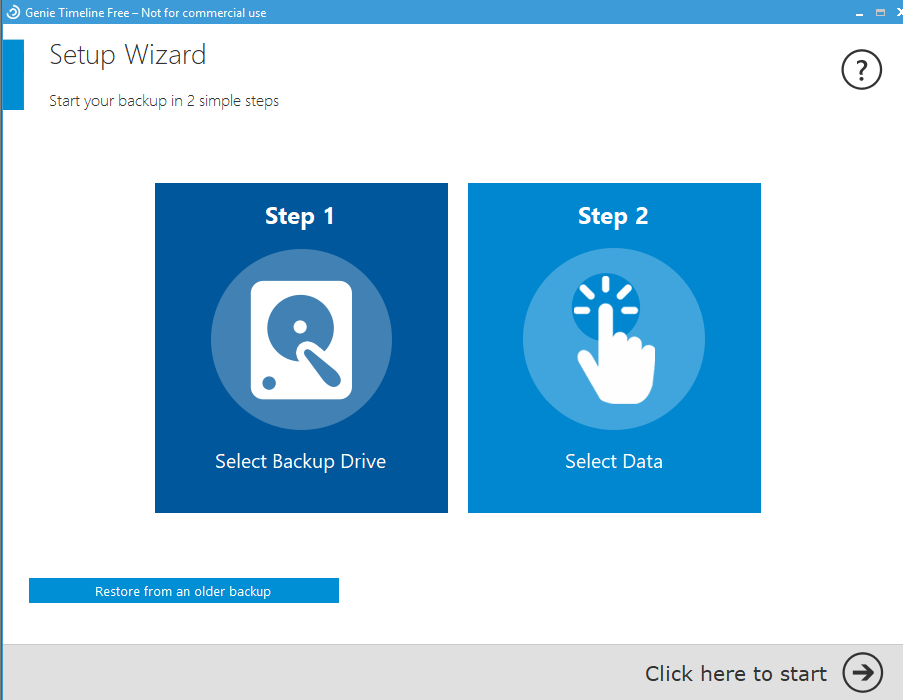 Genie Timeline Free – Not for commercial use
Setup Wizard
?
Start your backup in 2 simple steps
Step 1
Select Backup Drive
Step 2
Select Data
Restore from an older backup
Click here to start